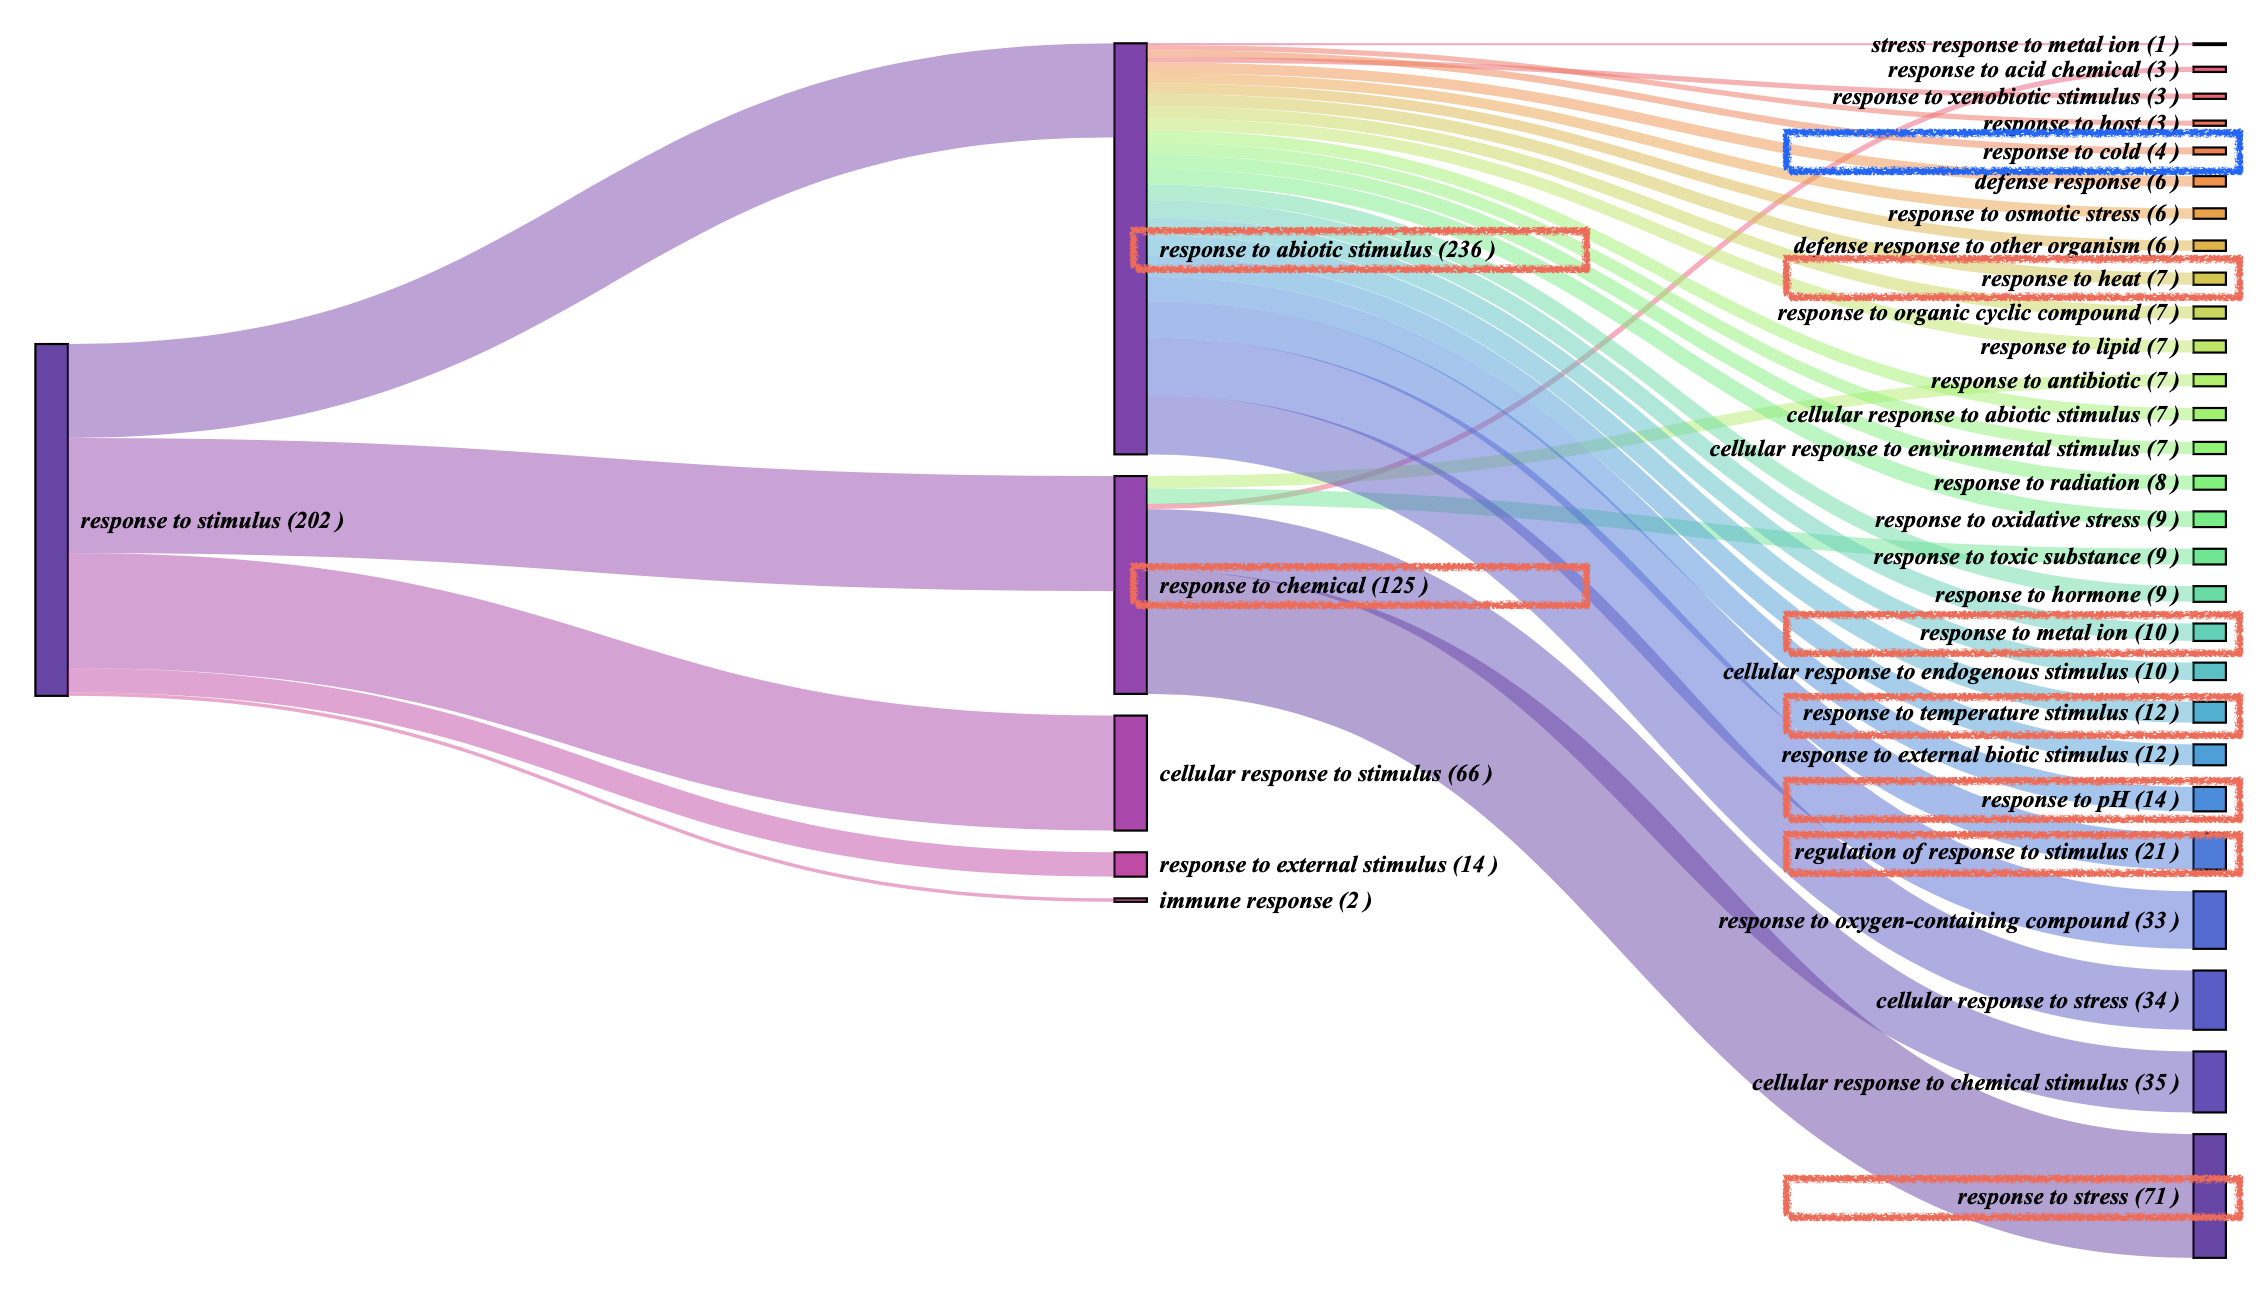 response to stimulus (202 )
response to abiotic stimulus (236 )
response to chemical (125 )
cellular response to stimulus (66 )
response to external stimulus (14 )
immune response (2 )
stress response to metal ion (1 )
response to acid chemical (3 )
response to xenobiotic stimulus (3 )
response to host (3 )
response to cold (4 )
defense response (6 )
response to osmotic stress (6 )
defense response to other organism (6 )
response to heat (7 )
response to organic cyclic compound (7 )
response to lipid (7 )
response to antibiotic (7 )
cellular response to abiotic stimulus (7 )
cellular response to environmental stimulus (7 )
response to radiation (8 )
response to oxidative stress (9 )
response to toxic substance (9 )
response to hormone (9 )
response to metal ion (10 )
cellular response to endogenous stimulus (10 )
response to temperature stimulus (12 )
response to external biotic stimulus (12 )
response to pH (14 )
regulation of response to stimulus (21 )
response to oxygen-containing compound (33 )
cellular response to stress (34 )
cellular response to chemical stimulus (35 )
response to stress (71 )